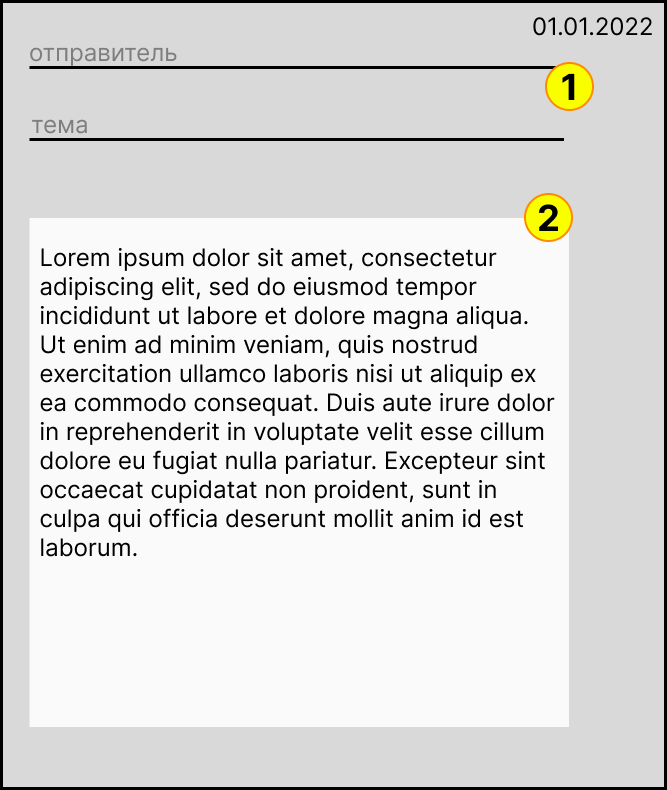 01.01.2022
отправитель
1
тема
2
Lorem ipsum dolor sit amet, consectetur
adipiscing elit, sed do eiusmod tempor
incididunt ut labore et dolore magna aliqua.
Ut enim ad minim veniam, quis nostrud
exercitation ullamco laboris nisi ut aliquip ex
ea commodo consequat. Duis aute irure dolor
in reprehenderit in voluptate velit esse cillum
dolore eu fugiat nulla pariatur. Excepteur sint
occaecat cupidatat non proident, sunt in
culpa qui officia deserunt mollit anim id est
laborum.